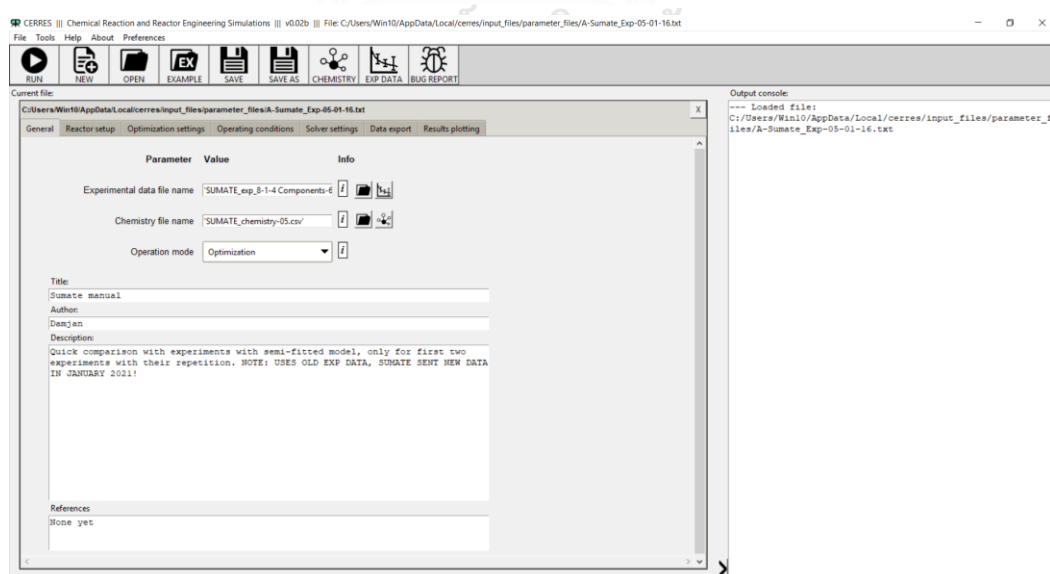 CERRES ||| Chemical Reaction and Reactor Engineering Simulations ||| v0.02b ||| File: C:/Users/Win10/AppData/Local/cerres/input_files/parameter_files/A-Sumate_Exp-05-01-16.txt
File Tools Help About Preferences
RUN NEW OPEN EX EXAMPLE SAVE SAVE AS CHEMISTRY EXP DATA BUG REPORT
Current file:
Output console:
C:/Users/Win10/AppData/Local/cerres/input_files/parameter_files/A-Sumate_Exp-05-01-16.txt X
--- Loaded file:
C:/Users/Win10/AppData/Local/cerres/input_files/parameter_f
iles/A-Sumate_Exp-05-01-16.txt
General Reactor setup Optimization settings Operating conditions Solver settings Data export Results plotting
Parameter Value Info
Experimental data file name 'SUMATE_exp_8-1-4 Components-6 i
Chemistry file name 'SUMATE_chemistry-05.csv' i
Operation mode Optimization i
Title:
Sumate manual
Author:
Damjan
Description:
Quick comparison with experiments with semi-fitted model, only for first two
experiments with their repetition. NOTE: USES OLD EXP DATA, SUMATE SENT NEW DATA
IN JANUARY 2021!
References
None yet